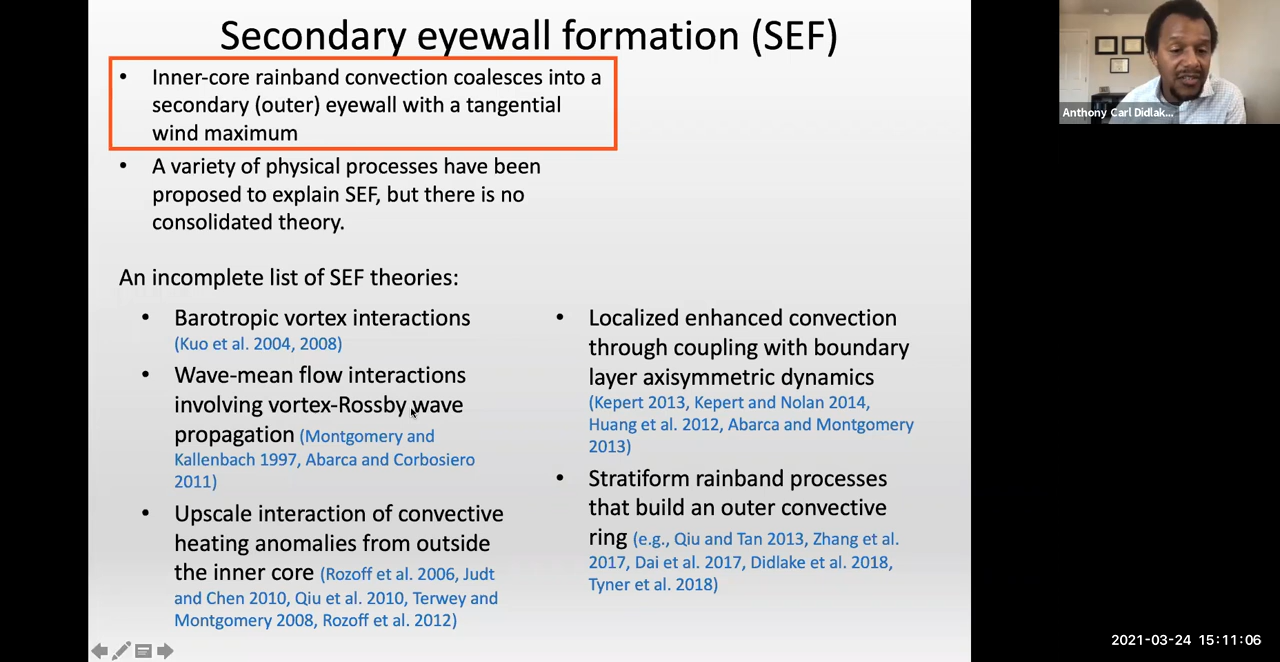 Secondary eyewall formation (SEF)
• Inner-core rainband convection coalesces into a
secondary (outer) eyewall with a tangential
wind maximum
• A variety of physical processes have been
proposed to explain SEF, but there is no
consolidated theory.
An incomplete list of SEF theories:
• Barotropic vortex interactions
(Kuo et al. 2004, 2008)
• Wave-mean flow interactions
involving vortex-Rossby wave
propagation (Montgomery and
Kallenbach 1997, Abarca and Corbosiero
2011)
• Upscale interaction of convective
heating anomalies from outside
the inner core (Rozoff et al. 2006, Judt
and Chen 2010, Qiu et al. 2010, Terwey and
Montgomery 2008, Rozoff et al. 2012)
• Localized enhanced convection
through coupling with boundary
layer axisymmetric dynamics
(Kepert 2013, Kepert and Nolan 2014,
Huang et al. 2012, Abarca and Montgomery
2013)
• Stratiform rainband processes
that build an outer convective
ring (e.g., Qiu and Tan 2013, Zhang et al.
2017, Dai et al. 2017, Didlake et al. 2018,
Tyner et al. 2018)
Anthony Carl Didlak...
2021-03-24 15:11:06